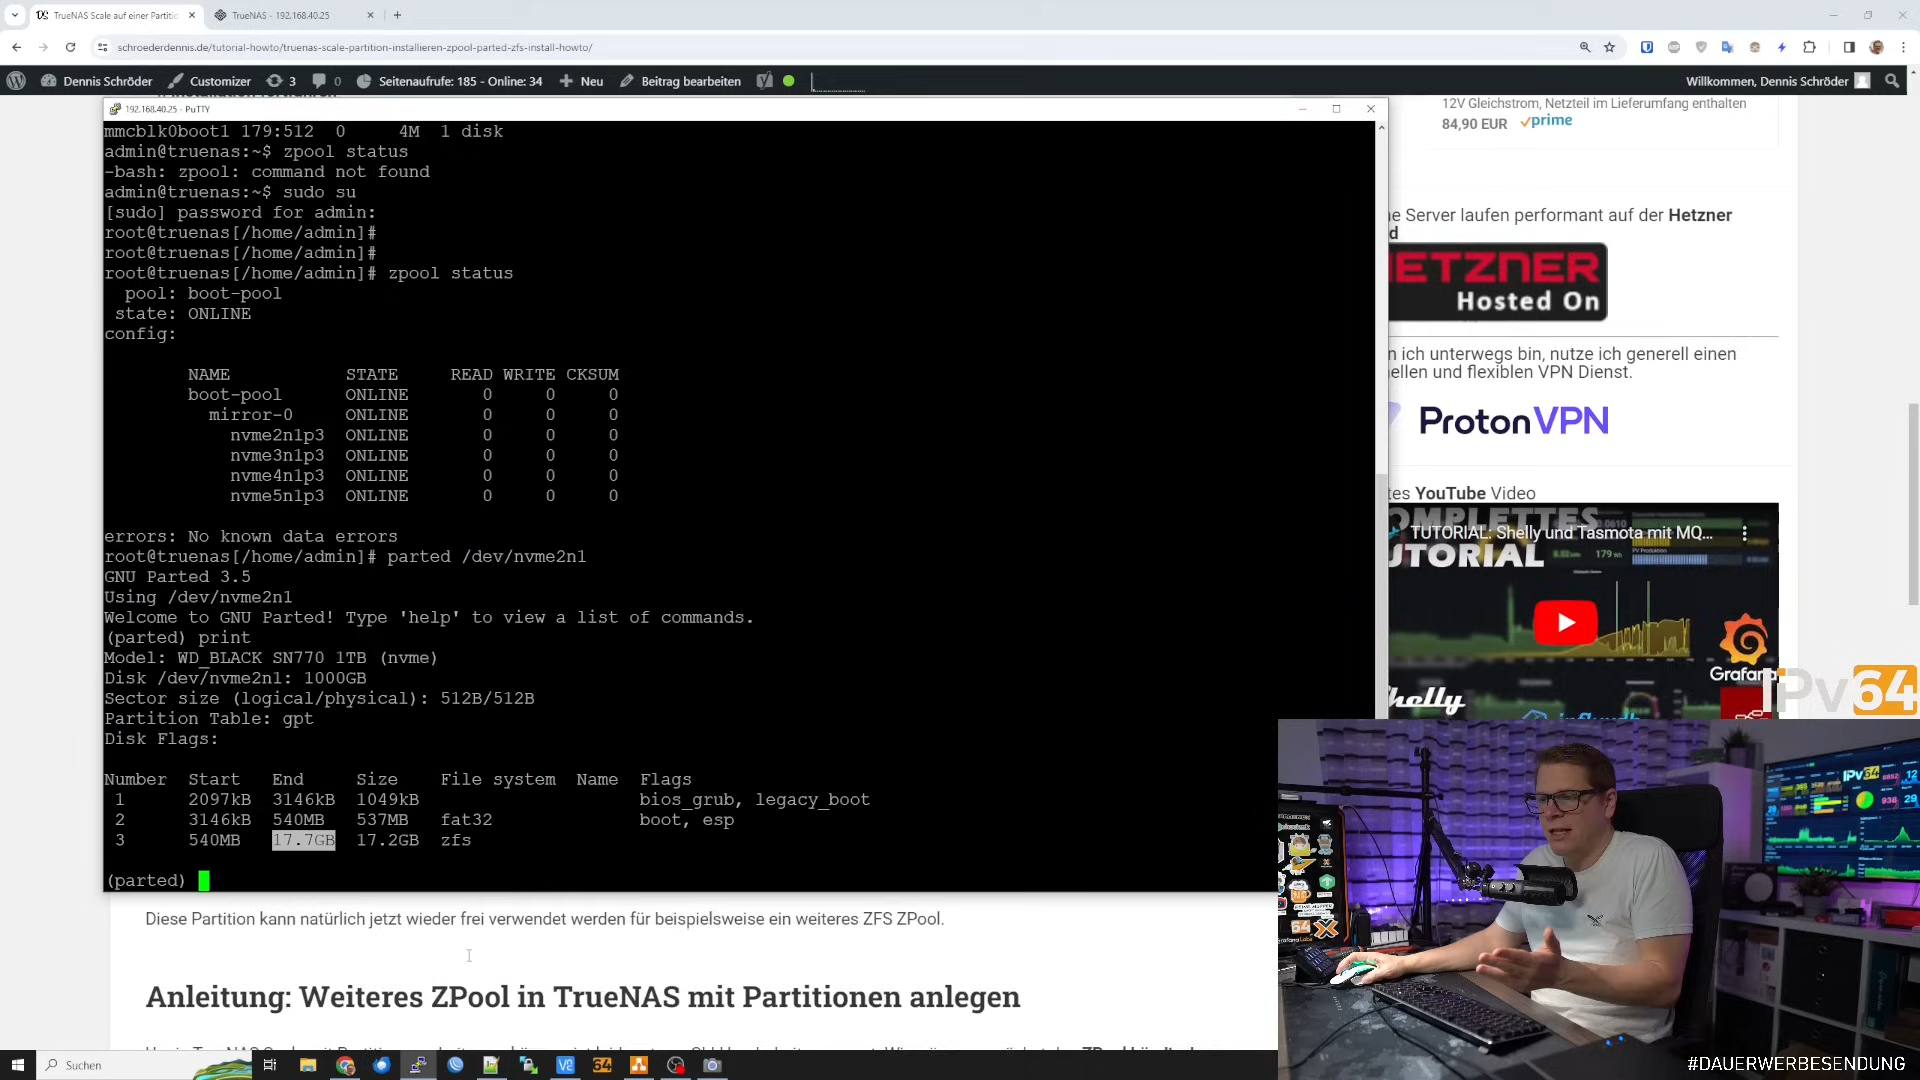 TrueNAS Scale auf einer Partitic
TrueNAS - 192.168.40.25
schroederdennis.de/tutorial-howto/truenas-scale-partition-installieren-zpool-parted-zfs-install-howto/
Dennis Schröder Customizer 3 0 Seitenaufrufe: 185 - Online: 34 Neu Beitrag bearbeiten
Willkommen, Dennis Schröder
192.168.40.25 - PuTTY
mmcblk0boot1 179:512 0 4M 1 disk
admin@truenas:~$ zpool status
-bash: zpool: command not found
admin@truenas:~$ sudo su
[sudo] password for admin:
root@truenas[/home/admin]#
root@truenas[/home/admin]#
root@truenas[/home/admin]# zpool status
pool: boot-pool
state: ONLINE
config:
NAME STATE READ WRITE CKSUM
boot-pool ONLINE 0 0 0
mirror-0 ONLINE 0 0 0
nvme2n1p3 ONLINE 0 0 0
nvme3n1p3 ONLINE 0 0 0
nvme4n1p3 ONLINE 0 0 0
nvme5n1p3 ONLINE 0 0 0
errors: No known data errors
root@truenas[/home/admin]# parted /dev/nvme2n1
GNU Parted 3.5
Using /dev/nvme2n1
Welcome to GNU Parted! Type 'help' to view a list of commands.
(parted) print
Model: WD_BLACK SN770 1TB (nvme)
Disk /dev/nvme2n1: 1000GB
Sector size (logical/physical): 512B/512B
Partition Table: gpt
Disk Flags:
Number Start End Size File system Name Flags
1 2097kB 3146kB 1049kB bios_grub, legacy_boot
2 3146kB 540MB 537MB fat32 boot, esp
3 540MB 17.7GB 17.2GB zfs
(parted)
12V Gleichstrom, Netzteil im Lieferumfang enthalten
84,90 EUR prime
ne Server laufen performant auf der Hetzner
d
HETZNER
Hosted On
n ich unterwegs bin, nutze ich generell einen
ellen und flexiblen VPN Dienst.
ProtonVPN
tes YouTube Video
KOMPLETTES
TUTORIAL: Shelly und Tasmota mit MQ...
TUTORIAL
Grafana
Shelly
IPv64
Diese Partition kann natürlich jetzt wieder frei verwendet werden für beispielsweise ein weiteres ZFS ZPool.
Anleitung: Weiteres ZPool in TrueNAS mit Partitionen anlegen
Suchen
#DAUERWERBESENDUNG